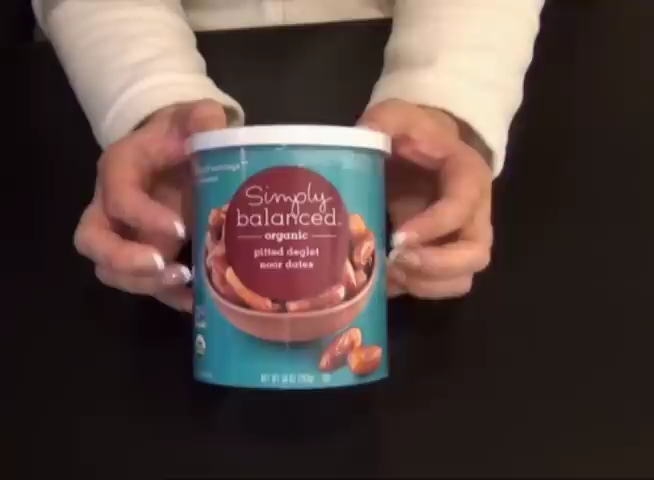 Simply
balanced
organic
pitted deglet
noor dates